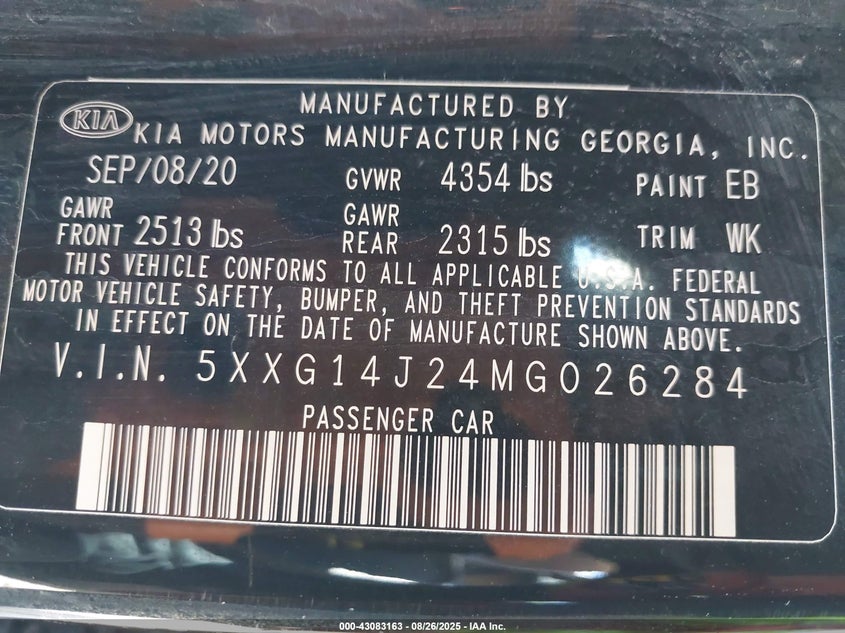 MANUFACTURED BY
KIA KIA MOTORS MANUFACTURING GEORGIA, INC.
SEP/08/20 GVWR 4354 lbs PAINT EB
GAWR FRONT 2513 lbs GAWR REAR 2315 lbs TRIM WK
THIS VEHICLE CONFORMS TO ALL APPLICABLE U.S.A. FEDERAL
MOTOR VEHICLE SAFETY, BUMPER, AND THEFT PREVENTION STANDARDS
IN EFFECT ON THE DATE OF MANUFACTURE SHOWN ABOVE.
V.I.N. 5XXG14J24MG026284
PASSENGER CAR
000-43083163 - 08/26/2025 - IAA Inc.